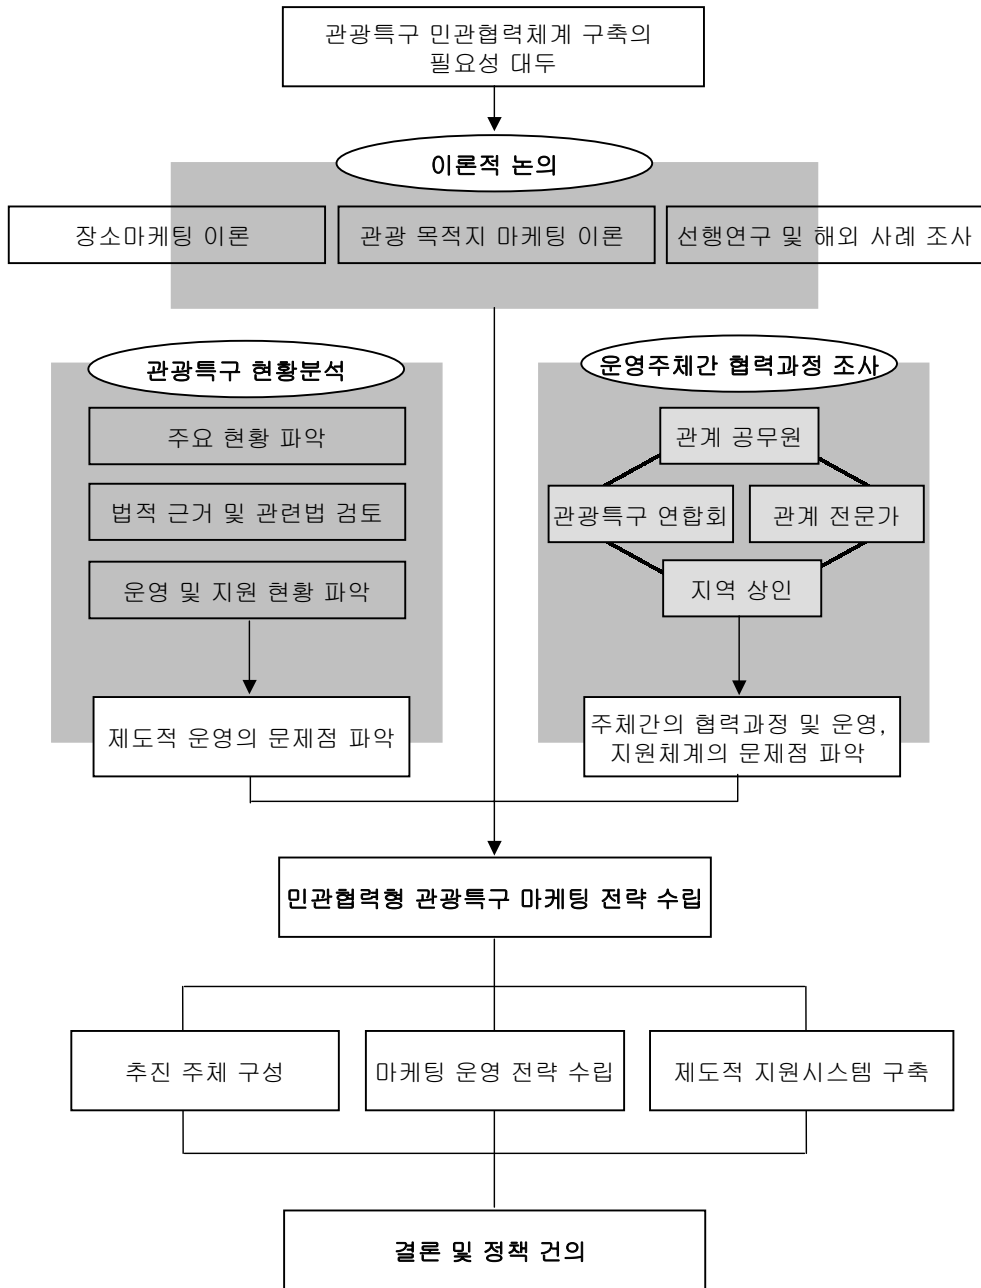 관광특구 민관협력체계 구축의
필요성 대두
이론적 논의
장소마케팅 이론
관광 목적지 마케팅 이론
선행연구 및 해외 사례 조사
관광특구 현황분석
주요 현황 파악
법적 근거 및 관련법 검토
운영 및 지원 현황 파악
제도적 운영의 문제점 파악
운영주체간 협력과정 조사
관계 공무원
관광특구 연합회
관계 전문가
지역 상인
주체간의 협력과정 및 운영,
지원체계의 문제점 파악
민관협력형 관광특구 마케팅 전략 수립
추진 주체 구성
마케팅 운영 전략 수립
제도적 지원시스템 구축
결론 및 정책 건의